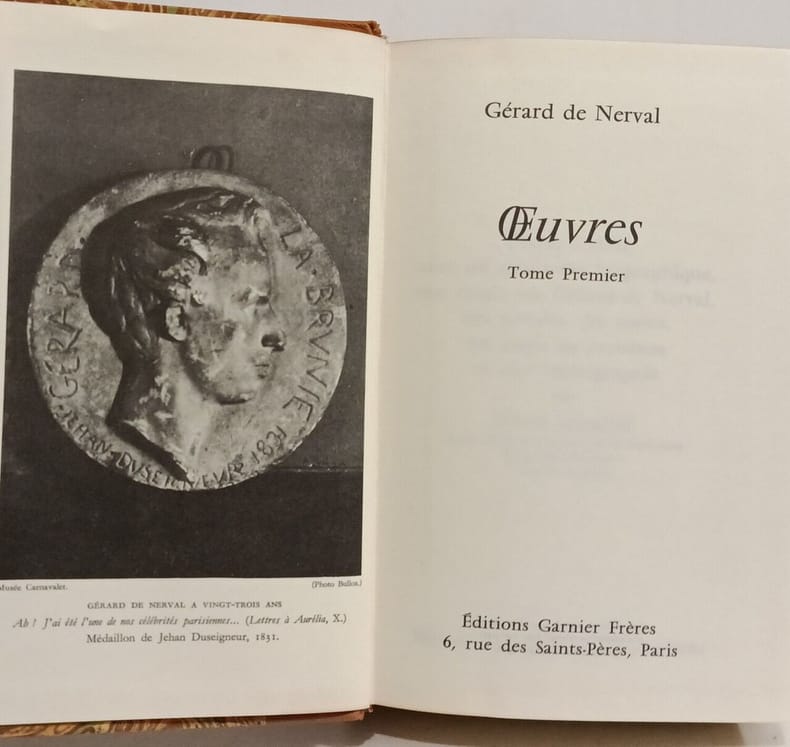 GÉRARD LA·BRVNIE
JEHAN·DVSEIGNEVR 1831
Musée Carnavalet.
(Photo Bulloz.)
GÉRARD DE NERVAL A VINGT-TROIS ANS
Ah ! J'ai été l'une de nos célébrités parisiennes... (Lettres à Aurélia, X.)
Médaillon de Jehan Duseigneur, 1831.
Gérard de Nerval
Œuvres
Tome Premier
Éditions Garnier Frères
6, rue des Saints-Pères, Paris